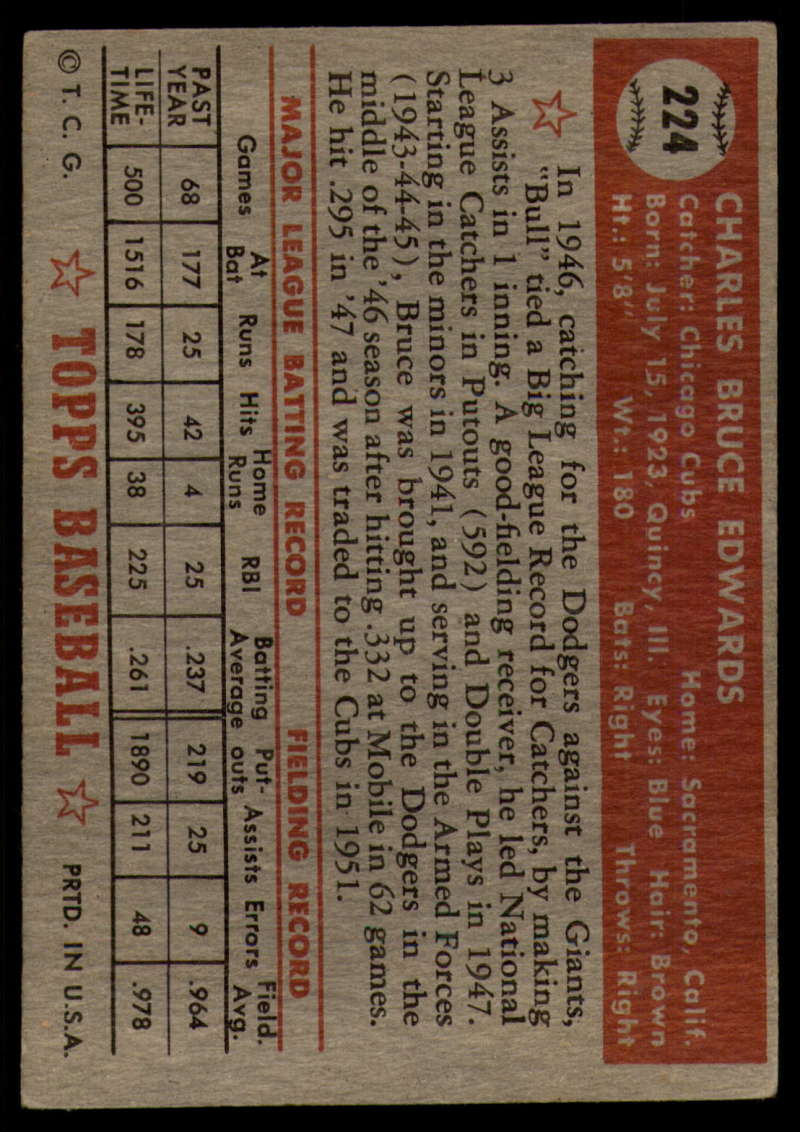 224
CHARLES BRUCE EDWARDS
Catcher: Chicago Cubs Home: Sacramento, Calif.
Born: July 15, 1923, Quincy, Ill. Eyes: Blue Hair: Brown
Ht.: 5'8" Wt.: 180 Bats: Right Throws: Right
In 1946, catching for the Dodgers against the Giants,
"Bull" tied a Big League Record for Catchers, by making
3 Assists in 1 inning. A good-fielding receiver, he led National
League Catchers in Putouts (592) and Double Plays in 1947.
Starting in the minors in 1941, and serving in the Armed Forces
(1943-44-45), Bruce was brought up to the Dodgers in the
middle of the '46 season after hitting .332 at Mobile in 62 games.
He hit .295 in '47 and was traded to the Cubs in 1951.
MAJOR LEAGUE BATTING RECORD FIELDING RECORD
Games At Bat Runs Hits Home Runs RBI Batting Average Put-outs Assists Errors Field. Avg.
PAST YEAR 68 177 25 42 4 25 .237 219 25 9 .964
LIFE-TIME 500 1516 178 395 38 225 .261 1890 211 48 .978
© T. C. G. TOPPS BASEBALL PRTD. IN U.S.A.